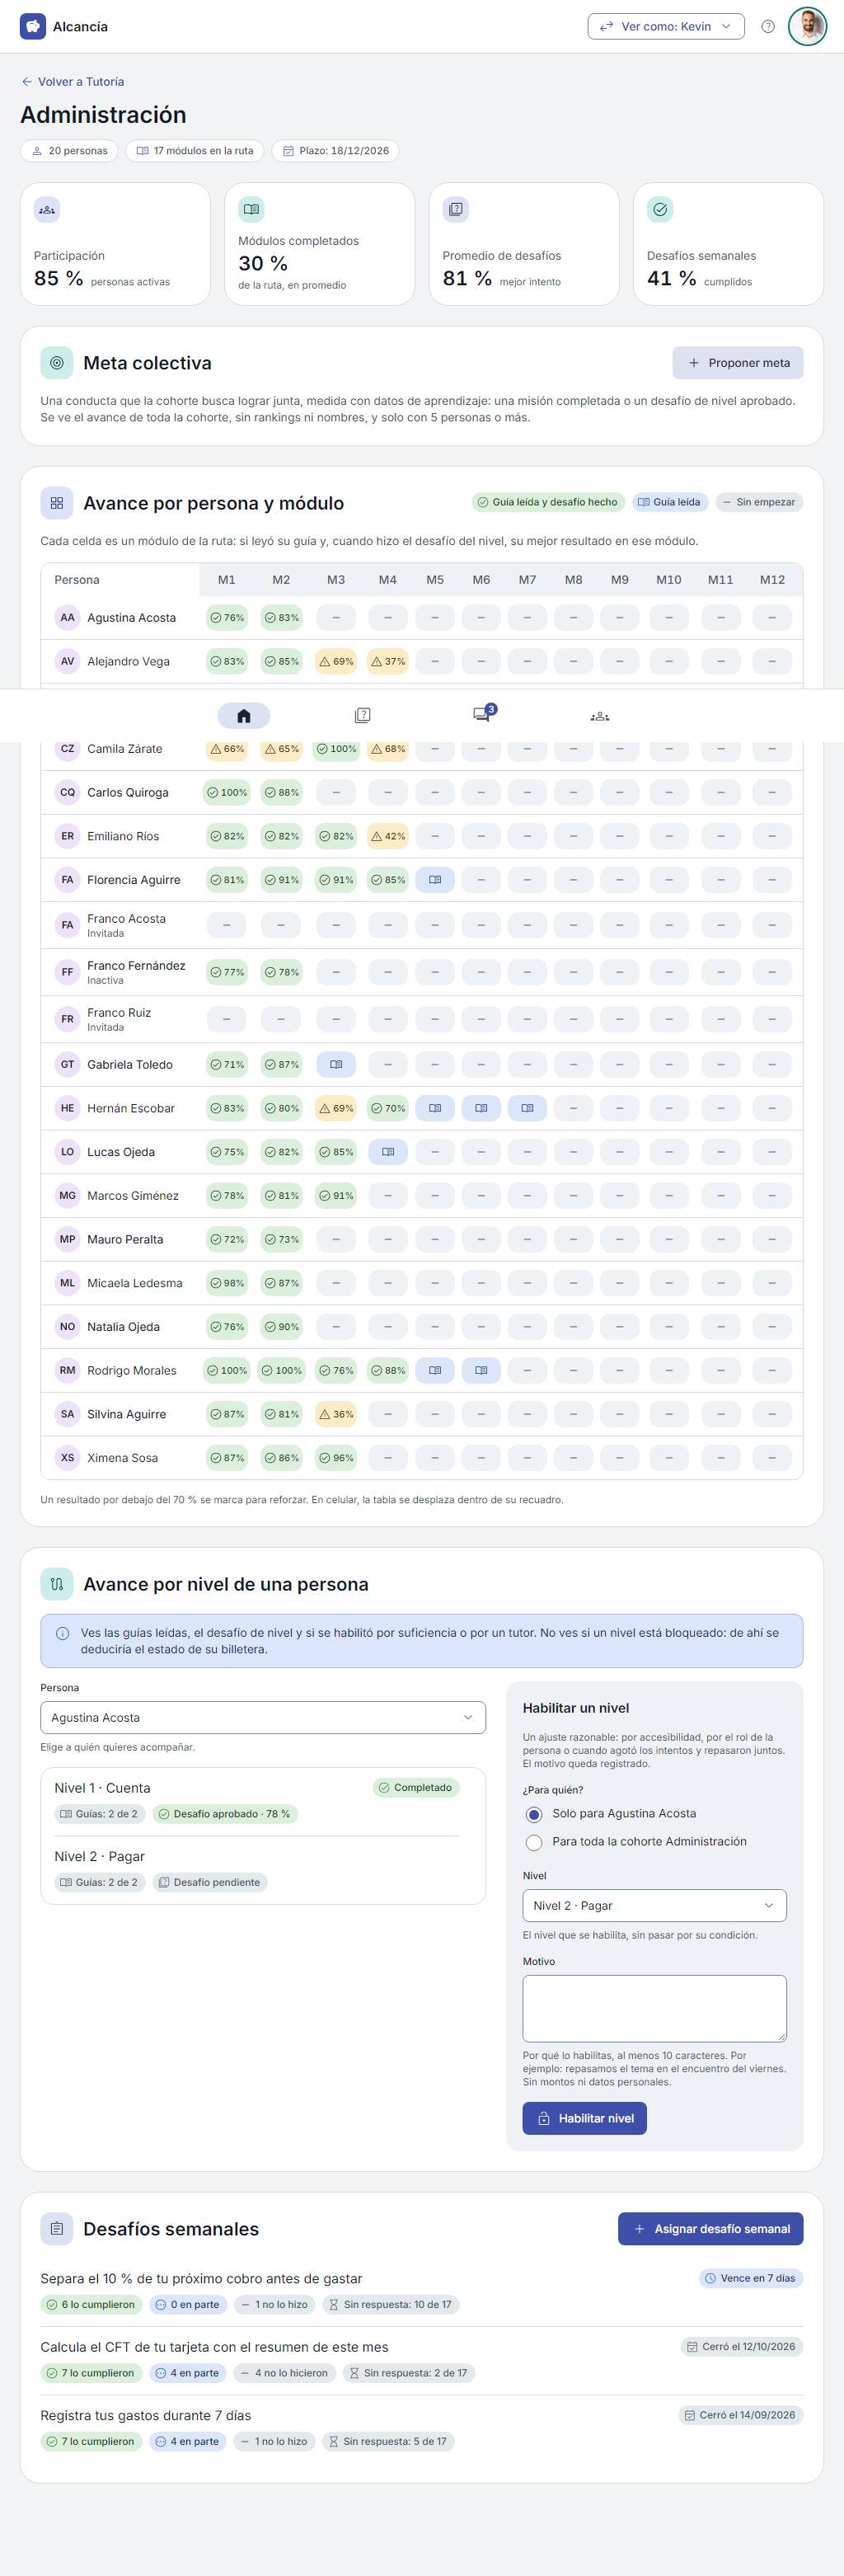 Alcancía
Ver como: Kevin
Volver a Tutoría
Administración
20 personas
17 módulos en la ruta
Plazo: 18/12/2026
Participación
85 % personas activas
Módulos completados
30 %
de la ruta, en promedio
Promedio de desafíos
81 % mejor intento
Desafíos semanales
41 % cumplidos
Meta colectiva
+ Proponer meta
Una conducta que la cohorte busca lograr junta, medida con datos de aprendizaje: una misión completada o un desafío de nivel aprobado.
Se ve el avance de toda la cohorte, sin rankings ni nombres, y solo con 5 personas o más.
Avance por persona y módulo
Guía leída y desafío hecho
Guía leída
– Sin empezar
Cada celda es un módulo de la ruta: si leyó su guía y, cuando hizo el desafío del nivel, su mejor resultado en ese módulo.
Persona M1 M2 M3 M4 M5 M6 M7 M8 M9 M10 M11 M12
AA Agustina Acosta 76% 83% – – – – – – – – – –
AV Alejandro Vega 83% 85% 69% 37% – – – – – – – –
3
CZ Camila Zárate 66% 65% 100% 68% – – – – – – – –
CQ Carlos Quiroga 100% 88% – – – – – – – – – –
ER Emiliano Ríos 82% 82% 82% 42% – – – – – – – –
FA Florencia Aguirre 81% 91% 91% 85% – – – – – – –
FA Franco Acosta – – – – – – – – – – – –
Invitada
FF Franco Fernández 77% 78% – – – – – – – – – –
Inactiva
FR Franco Ruiz – – – – – – – – – – – –
Invitada
GT Gabriela Toledo 71% 87% – – – – – – – – –
HE Hernán Escobar 83% 80% 69% 70% – – – – –
LO Lucas Ojeda 75% 82% 85% – – – – – – – –
MG Marcos Giménez 78% 81% 91% – – – – – – – – –
MP Mauro Peralta 72% 73% – – – – – – – – – –
ML Micaela Ledesma 98% 87% – – – – – – – – – –
NO Natalia Ojeda 76% 90% – – – – – – – – – –
RM Rodrigo Morales 100% 100% 76% 88% – – – – – –
SA Silvina Aguirre 87% 81% 36% – – – – – – – – –
XS Ximena Sosa 87% 86% 96% – – – – – – – – –
Un resultado por debajo del 70 % se marca para reforzar. En celular, la tabla se desplaza dentro de su recuadro.
Avance por nivel de una persona
Ves las guías leídas, el desafío de nivel y si se habilitó por suficiencia o por un tutor. No ves si un nivel está bloqueado: de ahí se
deduciría el estado de su billetera.
Persona
Agustina Acosta
Elige a quién quieres acompañar.
Nivel 1 · Cuenta
Completado
Guías: 2 de 2
Desafío aprobado · 78 %
Nivel 2 · Pagar
Guías: 2 de 2
Desafío pendiente
Habilitar un nivel
Un ajuste razonable: por accesibilidad, por el rol de la
persona o cuando agotó los intentos y repasaron juntos.
El motivo queda registrado.
¿Para quién?
Solo para Agustina Acosta
Para toda la cohorte Administración
Nivel
Nivel 2 · Pagar
El nivel que se habilita, sin pasar por su condición.
Motivo
Por qué lo habilitas, al menos 10 caracteres. Por
ejemplo: repasamos el tema en el encuentro del viernes.
Sin montos ni datos personales.
Habilitar nivel
Desafíos semanales
+ Asignar desafío semanal
Separa el 10 % de tu próximo cobro antes de gastar
Vence en 7 días
6 lo cumplieron
0 en parte
– 1 no lo hizo
Sin respuesta: 10 de 17
Calcula el CFT de tu tarjeta con el resumen de este mes
Cerró el 12/10/2026
7 lo cumplieron
4 en parte
– 4 no lo hicieron
Sin respuesta: 2 de 17
Registra tus gastos durante 7 días
Cerró el 14/09/2026
7 lo cumplieron
4 en parte
– 1 no lo hizo
Sin respuesta: 5 de 17